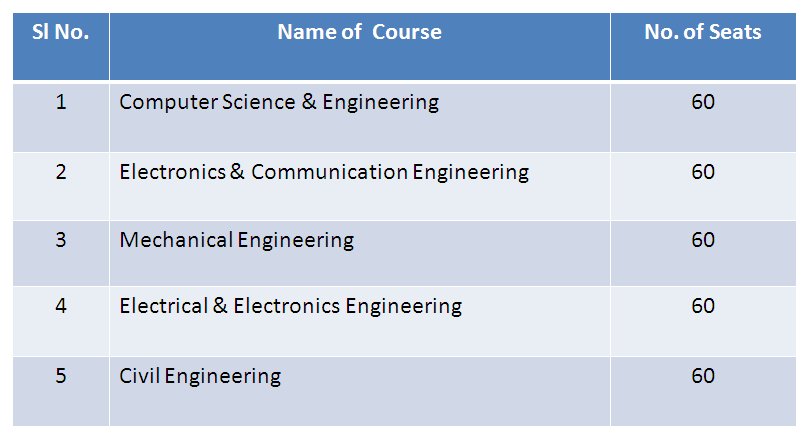 Sl No. Name of Course No. of Seats
1 Computer Science & Engineering 60
2 Electronics & Communication Engineering 60
3 Mechanical Engineering 60
4 Electrical & Electronics Engineering 60
5 Civil Engineering 60